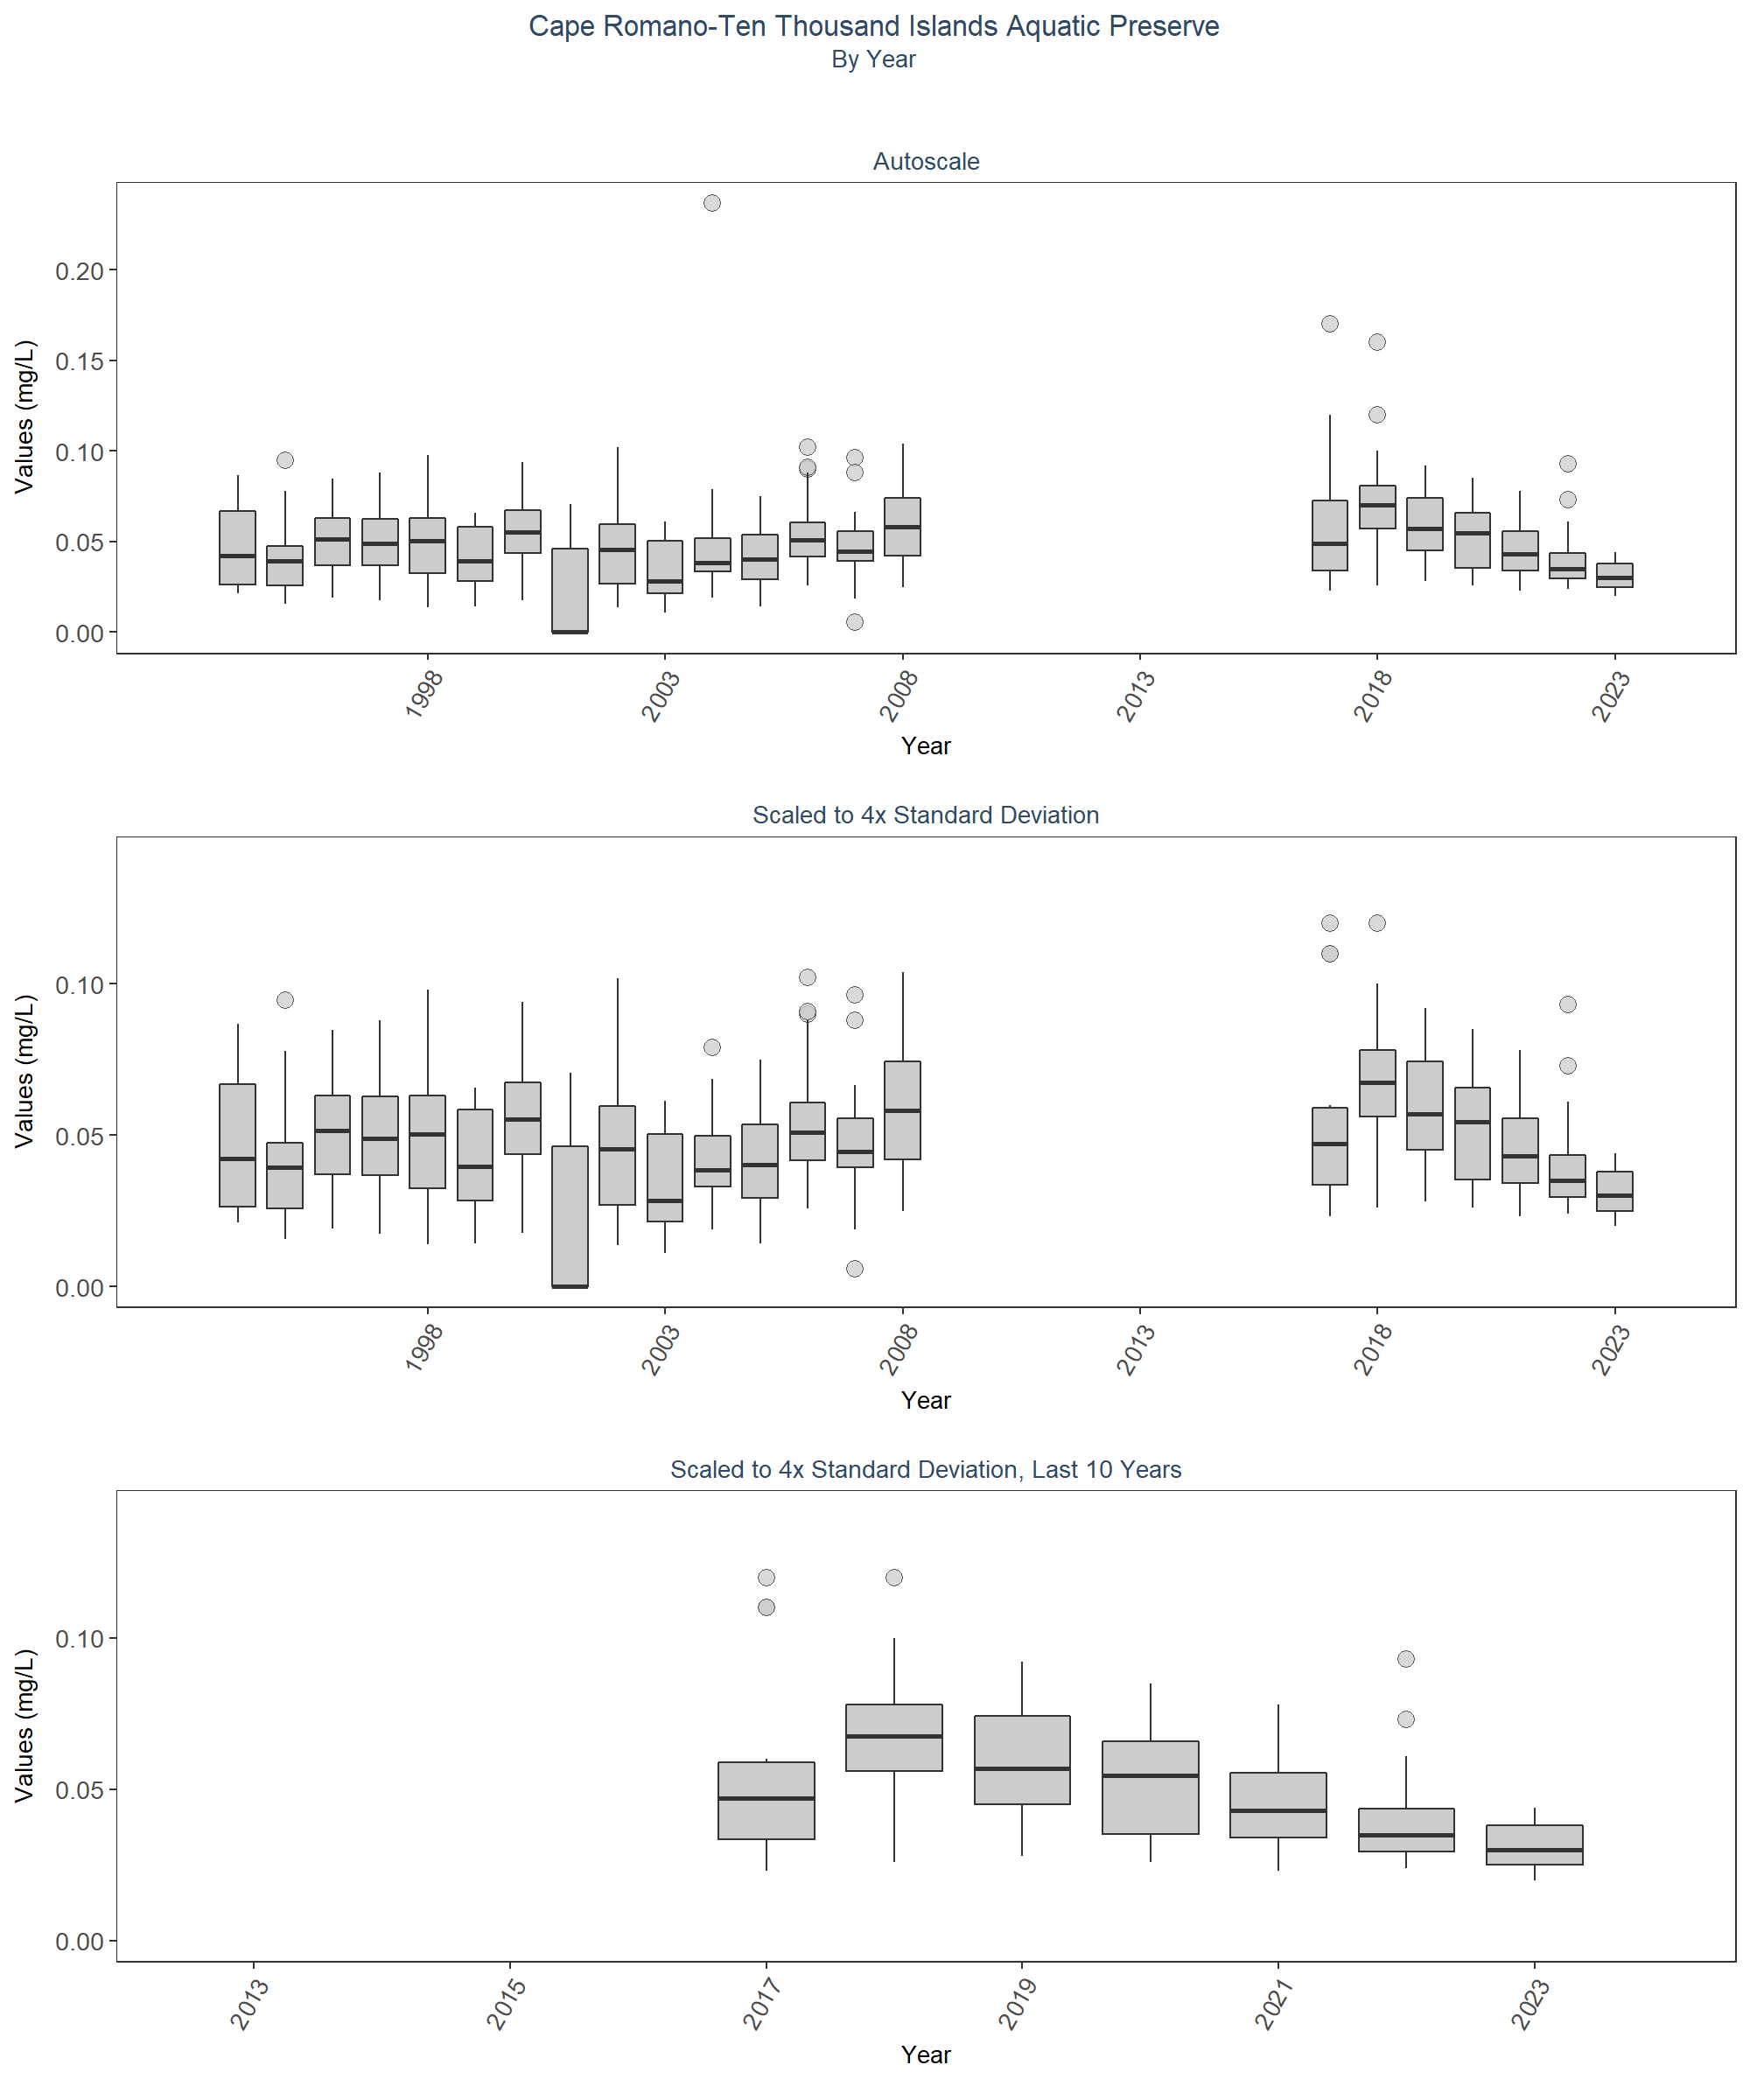 Cape Romano-Ten Thousand Islands Aquatic Preserve
By Year
Autoscale
Values (mg/L)
0.20
0.15
0.10
0.05
0.00
1998 2003 2008 2013 2018 2023
Year
Scaled to 4x Standard Deviation
Values (mg/L)
0.10
0.05
0.00
1998 2003 2008 2013 2018 2023
Year
Scaled to 4x Standard Deviation, Last 10 Years
Values (mg/L)
0.10
0.05
0.00
2013 2015 2017 2019 2021 2023
Year